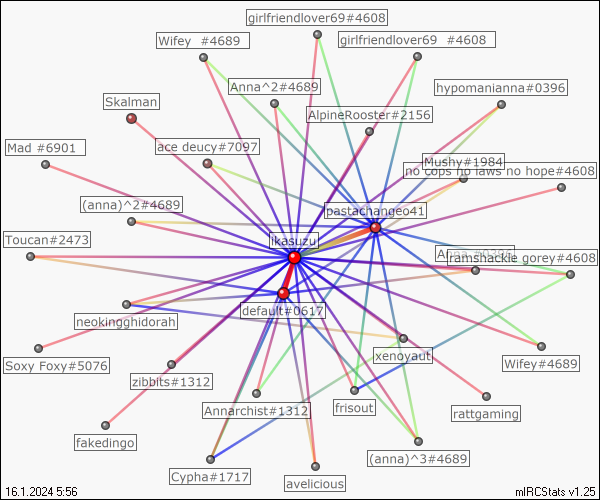 girlfriendlover69#4608
Wifey  #4689
girlfriendlover69  #4608
Anna^2#4689
hypomanianna#0396
Skalman
AlpineRooster#2156
Mad #6901
ace deucy#7097
Mushy#1984
no cops no laws no hope#4608
(anna)^2#4689
pastachangeo41
Toucan#2473
ikasuzu
ramshackle gorey#4608
default#0617
neokingghidorah
xenoyaut
Soxy Foxy#5076
Wifey#4689
zibbits#1312
Annarchist#1312
frisout
rattgaming
fakedingo
(anna)^3#4689
Cypha#1717
avelicious
16.1.2024 5:56
mIRCStats v1.25